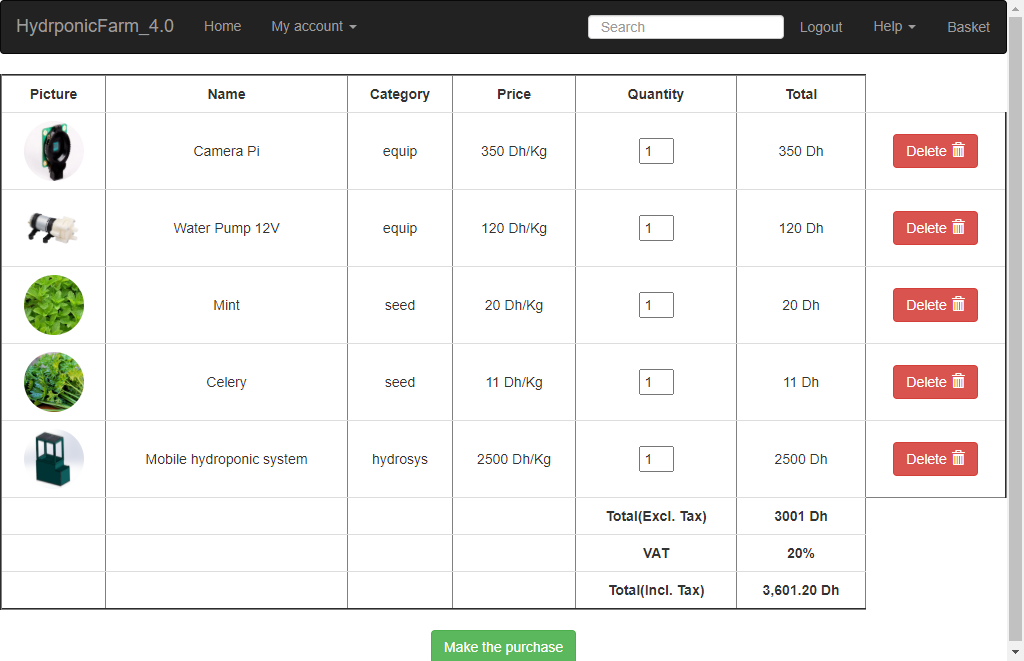 HydrponicFarm_4.0 Home My account Search Logout Help Basket
Picture Name Category Price Quantity Total
Camera Pi equip 350 Dh/Kg 1 350 Dh Delete
Water Pump 12V equip 120 Dh/Kg 1 120 Dh Delete
Mint seed 20 Dh/Kg 1 20 Dh Delete
Celery seed 11 Dh/Kg 1 11 Dh Delete
Mobile hydroponic system hydrosys 2500 Dh/Kg 1 2500 Dh Delete
Total(Excl. Tax) 3001 Dh
VAT 20%
Total(Incl. Tax) 3,601.20 Dh
Make the purchase